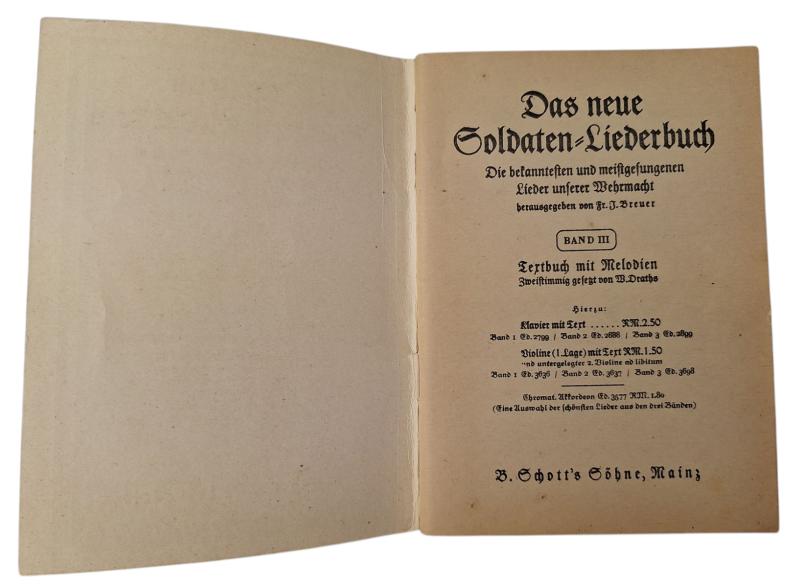 Das neue
Soldaten-Liederbuch
Die bekanntesten und meistgesungenen
Lieder unserer Wehrmacht
herausgegeben von Fr. J. Breuer
BAND III
Textbuch mit Melodien
Zweistimmig gesetzt von W. Draths
Hierzu:
Klavier mit Text ...... RM. 2.50
Band 1 Ed. 2799 / Band 2 Ed. 2888 / Band 3 Ed. 2899
Violine (1. Lage) mit Text RM. 1.50
und untergelegter 2. Violine ad libitum
Band 1 Ed. 3636 / Band 2 Ed. 3637 / Band 3 Ed. 3698
Chromat. Akkordeon Ed. 3577 RM. 1.80
(Eine Auswahl der schönsten Lieder aus den drei Bänden)
B. Schott's Söhne, Mainz